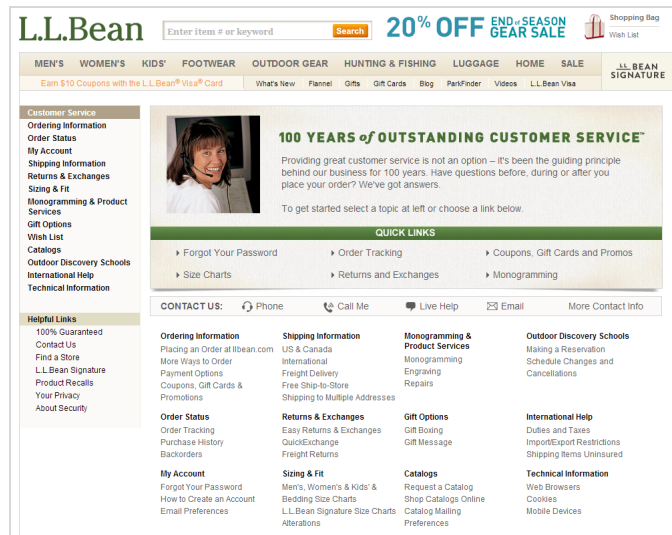 L.L.Bean
Enter item # or keyword
Search
20% OFF END of SEASON GEAR SALE
Shopping Bag
Wish List
MEN'S WOMEN'S KIDS' FOOTWEAR OUTDOOR GEAR HUNTING & FISHING LUGGAGE HOME SALE
L.L.BEAN
SIGNATURE
Earn $10 Coupons with the L.L.Bean® Visa® Card What's New Flannel Gifts Gift Cards Blog ParkFinder Videos L.L.Bean Visa
Customer Service
Ordering Information
Order Status
My Account
Shipping Information
Returns & Exchanges
Sizing & Fit
Monogramming & Product
Services
Gift Options
Wish List
Catalogs
Outdoor Discovery Schools
International Help
Technical Information
Helpful Links
100% Guaranteed
Contact Us
Find a Store
L.L.Bean Signature
Product Recalls
Your Privacy
About Security
100 YEARS of OUTSTANDING CUSTOMER SERVICE™
Providing great customer service is not an option – it's been the guiding principle
behind our business for 100 years. Have questions before, during or after you
place your order? We've got answers.
To get started select a topic at left or choose a link below.
QUICK LINKS
Forgot Your Password Order Tracking Coupons, Gift Cards and Promos
Size Charts Returns and Exchanges Monogramming
CONTACT US: Phone Call Me Live Help Email More Contact Info
Ordering Information
Placing an Order at llbean.com
More Ways to Order
Payment Options
Coupons, Gift Cards &
Promotions
Shipping Information
US & Canada
International
Freight Delivery
Free Ship-to-Store
Shipping to Multiple Addresses
Monogramming &
Product Services
Monogramming
Engraving
Repairs
Outdoor Discovery Schools
Making a Reservation
Schedule Changes and
Cancellations
Order Status
Order Tracking
Purchase History
Backorders
Returns & Exchanges
Easy Returns & Exchanges
QuickExchange
Freight Returns
Gift Options
Gift Boxing
Gift Message
International Help
Duties and Taxes
Import/Export Restrictions
Shipping Items Uninsured
My Account
Forgot Your Password
How to Create an Account
Email Preferences
Sizing & Fit
Men's, Women's & Kids' &
Bedding Size Charts
L.L.Bean Signature Size Charts
Alterations
Catalogs
Request a Catalog
Shop Catalogs Online
Catalog Mailing
Preferences
Technical Information
Web Browsers
Cookies
Mobile Devices